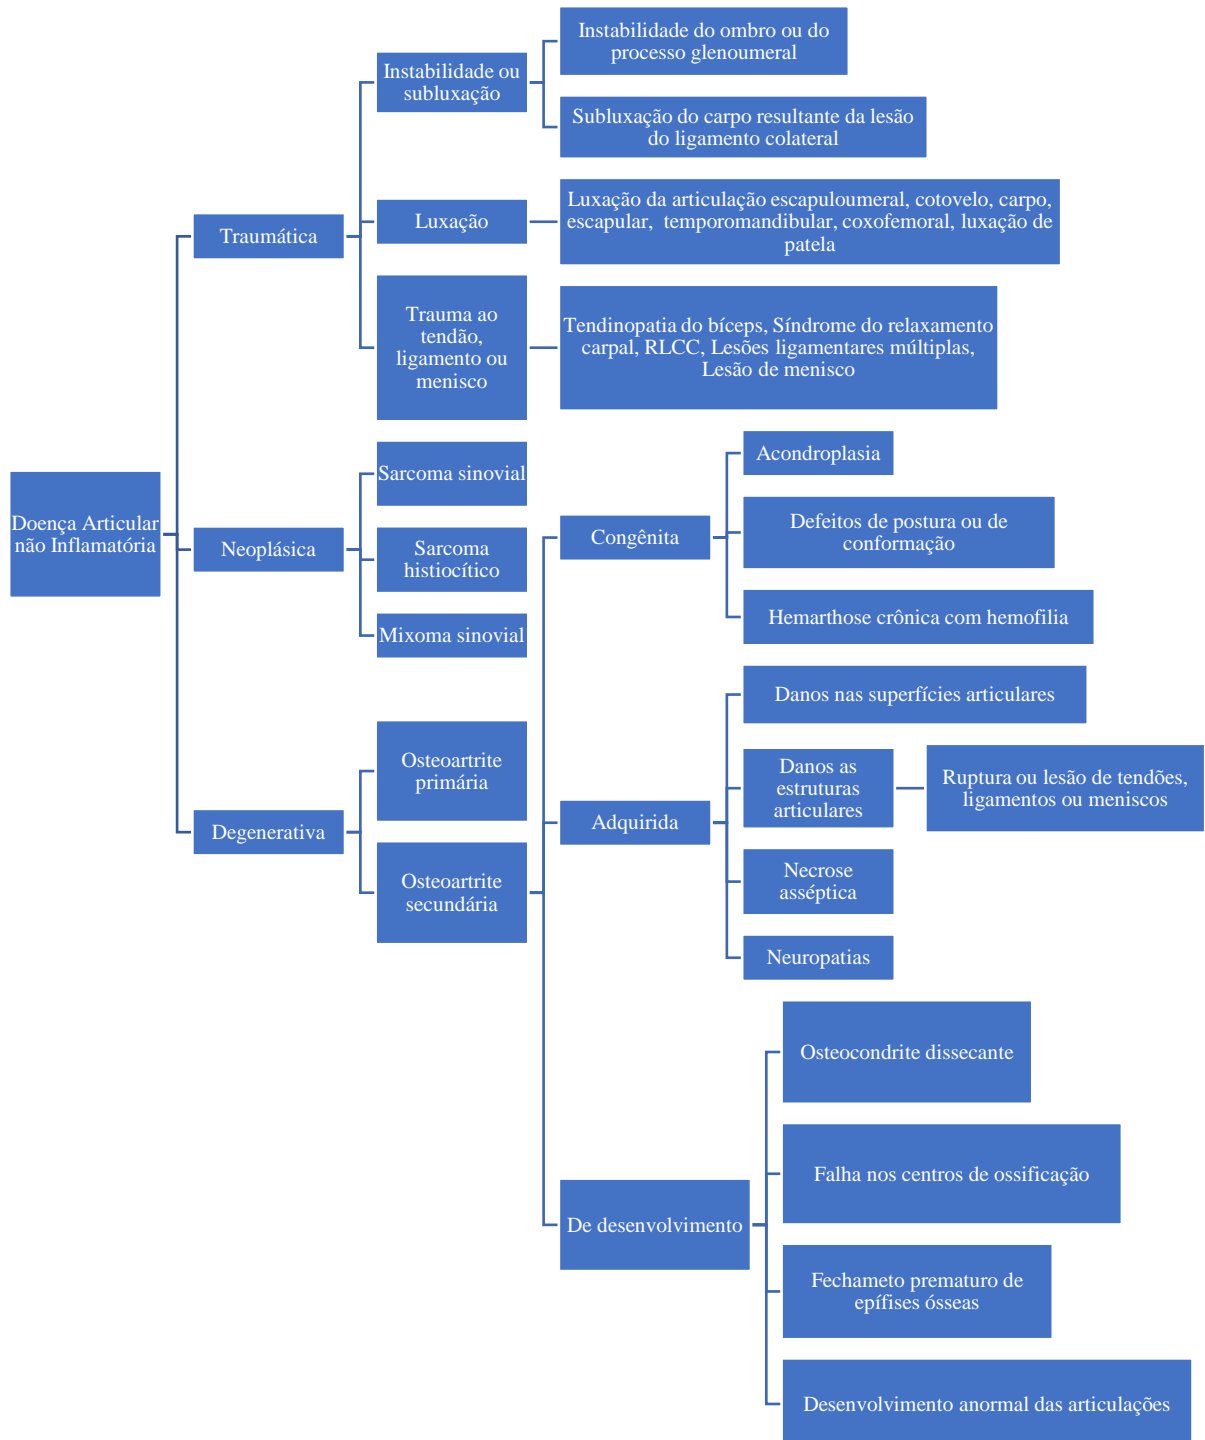 Doença Articular
não Inflamatória
Traumática
Instabilidade ou
subluxação
Instabilidade do ombro ou do
processo glenoumeral
Subluxação do carpo resultante da lesão
do ligamento colateral
Luxação
Luxação da articulação escapuloumeral, cotovelo, carpo,
escapular, temporomandibular, coxofemoral, luxação de
patela
Trauma ao
tendão,
ligamento ou
menisco
Tendinopatia do bíceps, Síndrome do relaxamento
carpal, RLCC, Lesões ligamentares múltiplas,
Lesão de menisco
Neoplásica
Sarcoma sinovial
Sarcoma
histiocítico
Mixoma sinovial
Degenerativa
Osteoartrite
primária
Osteoartrite
secundária
Congênita
Acondroplasia
Defeitos de postura ou de
conformação
Hemarthose crônica com hemofilia
Adquirida
Danos nas superfícies articulares
Danos as
estruturas
articulares
Ruptura ou lesão de tendões,
ligamentos ou meniscos
Necrose
asséptica
Neuropatias
De desenvolvimento
Osteocondrite dissecante
Falha nos centros de ossificação
Fechameto prematuro de
epífises ósseas
Desenvolvimento anormal das articulações